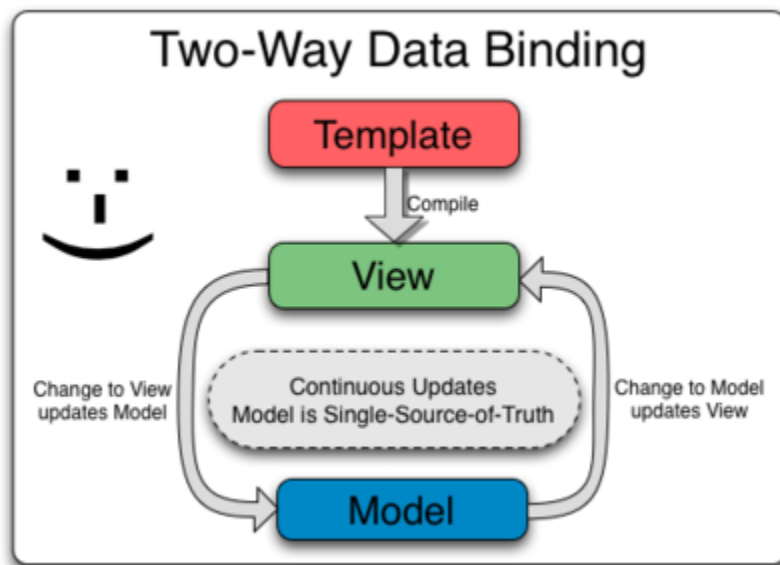 Two-Way Data Binding
Template
Compile
View
Change to View
updates Model
Continuous Updates
Model is Single-Source-of-Truth
Change to Model
updates View
Model